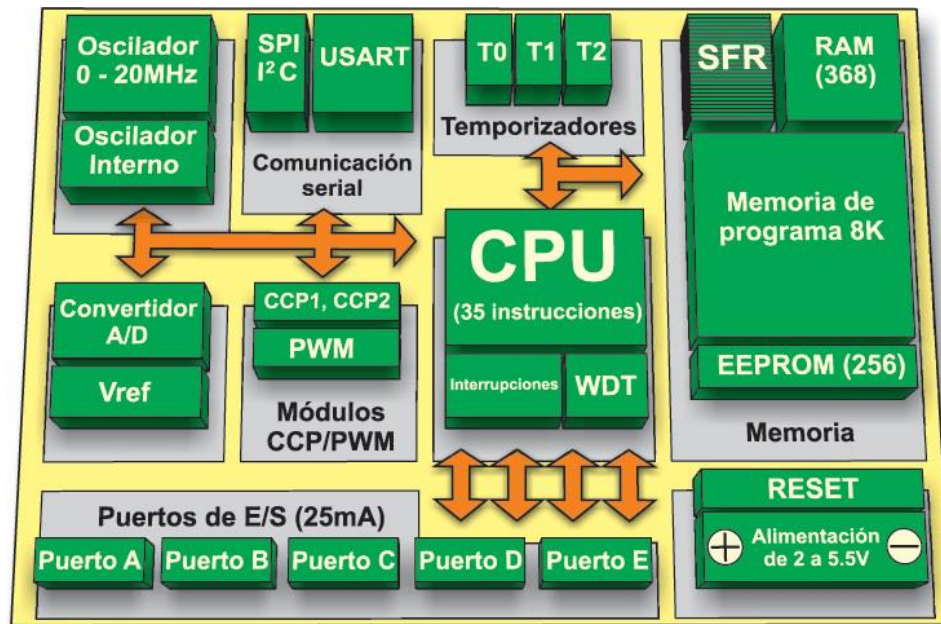 Oscilador
0 - 20MHz
Oscilador
Interno
SPI
I²C
USART
Comunicación
serial
T0
T1
T2
Temporizadores
SFR
RAM
(368)
Memoria de
programa 8K
EEPROM (256)
Memoria
CPU
(35 instrucciones)
Interrupciones
WDT
Convertidor
A/D
Vref
CCP1, CCP2
PWM
Módulos
CCP/PWM
Puertos de E/S (25mA)
Puerto A
Puerto B
Puerto C
Puerto D
Puerto E
RESET
+
Alimentación
de 2 a 5.5V
−